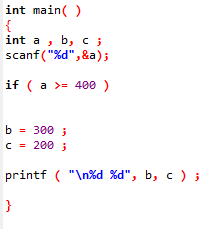 int main( )
{
int a , b, c ;
scanf("%d",&a);
if ( a >= 400 )
b = 300 ;
c = 200 ;
printf ( "\n%d %d", b, c ) ;
}